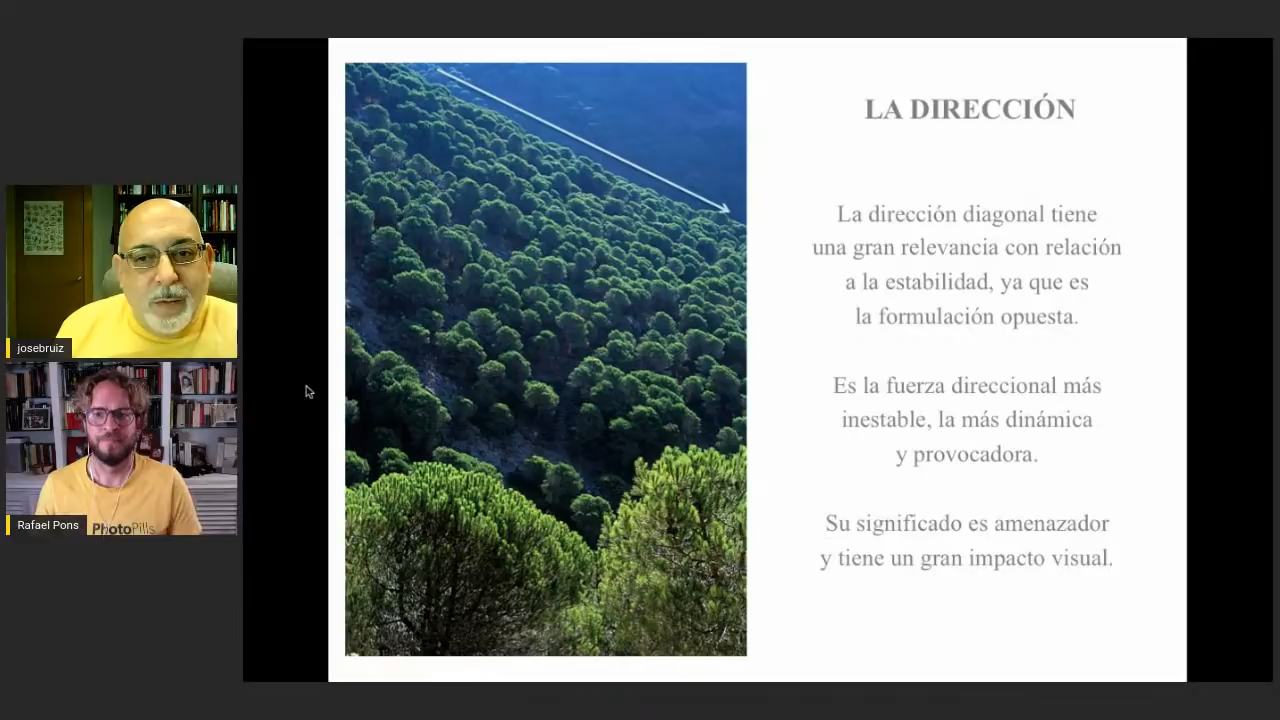 LA DIRECCIÓN
La dirección diagonal tiene
una gran relevancia con relación
a la estabilidad, ya que es
la formulación opuesta.
Es la fuerza direccional más
inestable, la más dinámica
y provocadora.
Su significado es amenazador
y tiene un gran impacto visual.
josebruiz
PhotoPills
Rafael Pons